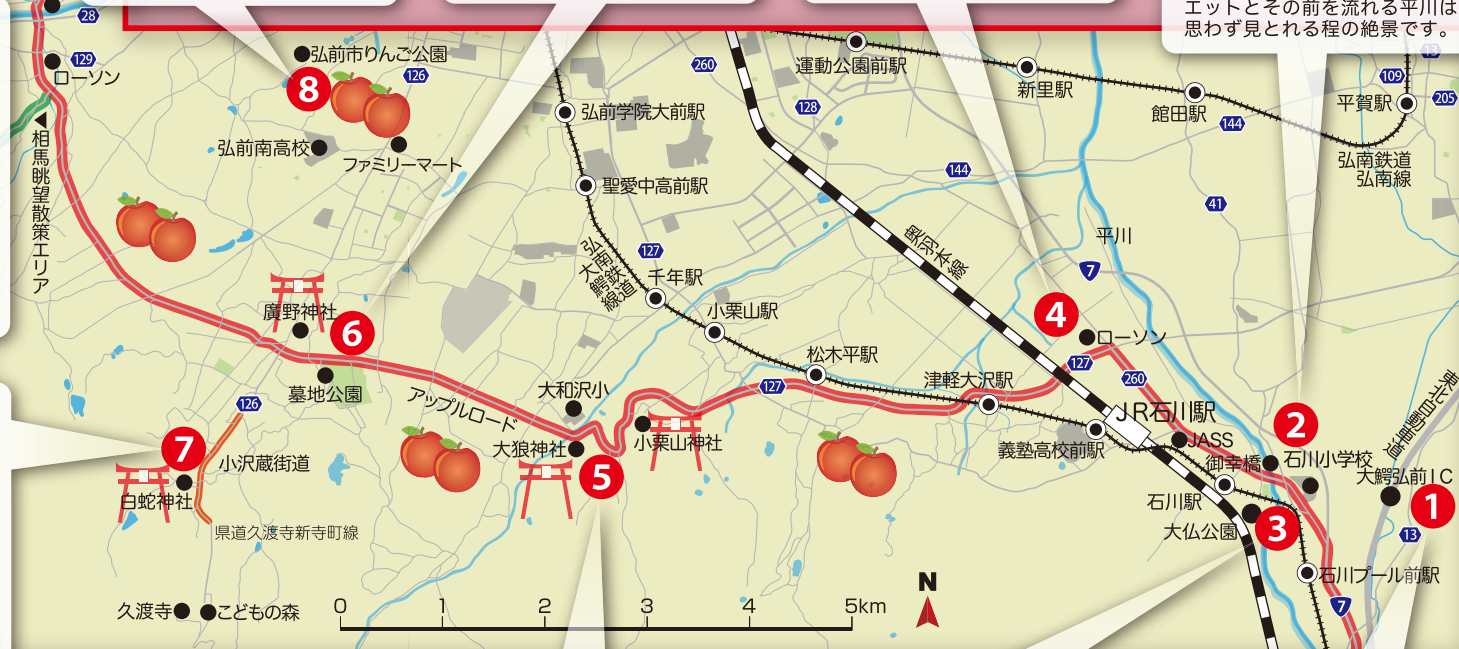 エットとその前を流れる平川は
思わず見とれる程の絶景です。
28
129
ローソン
弘前市りんご公園
8
126
弘前南高校
ファミリーマート
◀相馬眺望散策エリア
260
128
運動公園前駅
新里駅
館田駅
144
13
109
205
平賀駅
弘南鉄道
弘南線
弘前学院大前駅
聖愛中高前駅
144
41
127
弘南鉄道
大鰐線
千年駅
小栗山駅
奥羽本線
平川
7
廣野神社
6
墓地公園
4
ローソン
127
260
松木平駅
127
津軽大沢駅
アップルロード
大和沢小
大狼神社
小栗山神社
5
JR石川駅
義塾高校前駅
JASS
2
御幸橋
石川小学校
東北自動車道
大鰐弘前IC
1
13
石川駅
大仏公園
3
石川プール前駅
7
126
7
小沢蔵街道
白蛇神社
県道久渡寺新寺町線
久渡寺
こどもの森
0 1 2 3 4 5km
N